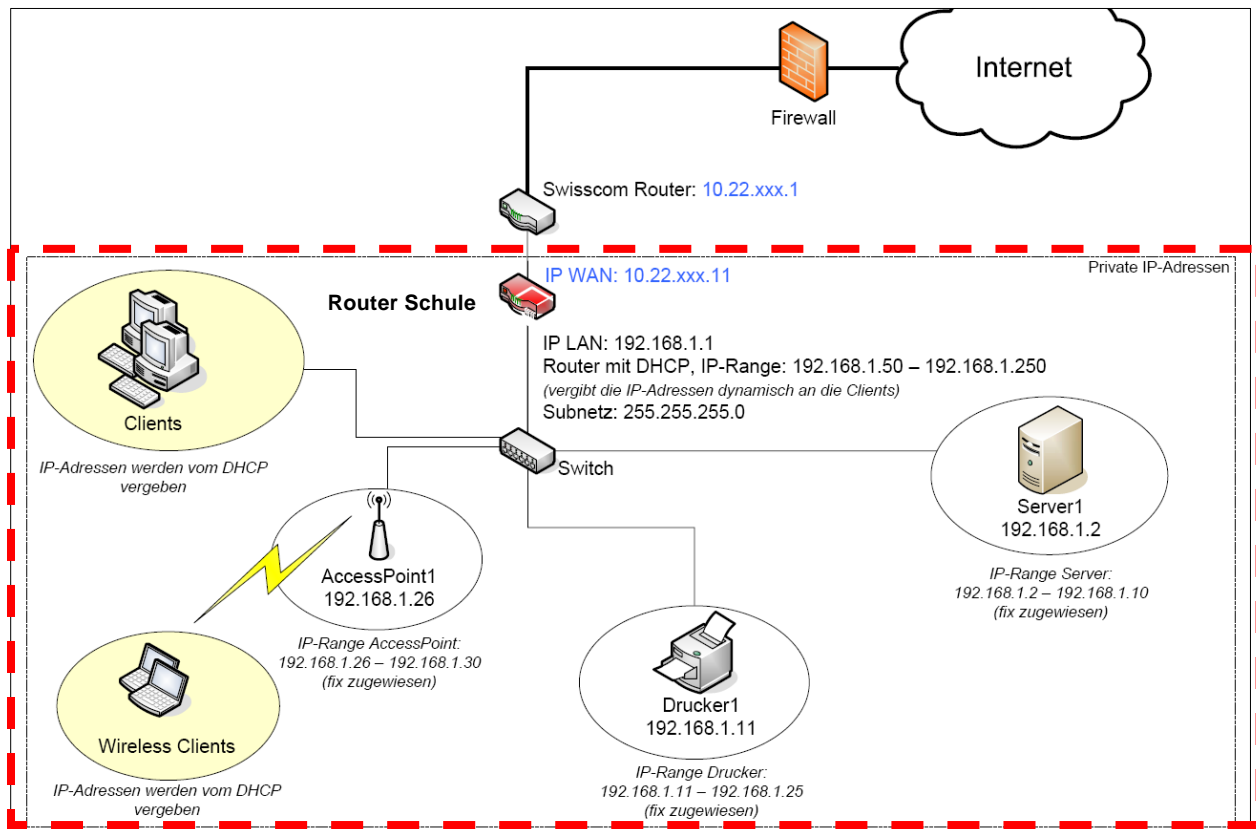 Internet
Firewall
Swisscom Router: 10.22.xxx.1
Private IP-Adressen
IP WAN: 10.22.xxx.11
Router Schule
IP LAN: 192.168.1.1
Router mit DHCP, IP-Range: 192.168.1.50 – 192.168.1.250
(vergibt die IP-Adressen dynamisch an die Clients)
Subnetz: 255.255.255.0
Clients
IP-Adressen werden vom DHCP
vergeben
Switch
Server1
192.168.1.2
IP-Range Server:
192.168.1.2 – 192.168.1.10
(fix zugewiesen)
AccessPoint1
192.168.1.26
IP-Range AccessPoint:
192.168.1.26 – 192.168.1.30
(fix zugewiesen)
Wireless Clients
IP-Adressen werden vom DHCP
vergeben
Drucker1
192.168.1.11
IP-Range Drucker:
192.168.1.11 – 192.168.1.25
(fix zugewiesen)